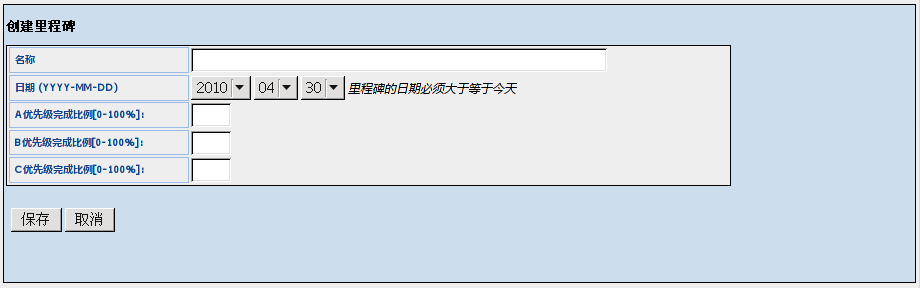 创建里程碑
名称
日期 (YYYY-MM-DD) 2010 04 30 里程碑的日期必须大于等于今天
A优先级完成比例[0-100%]:
B优先级完成比例[0-100%]:
C优先级完成比例[0-100%]:
保存 取消